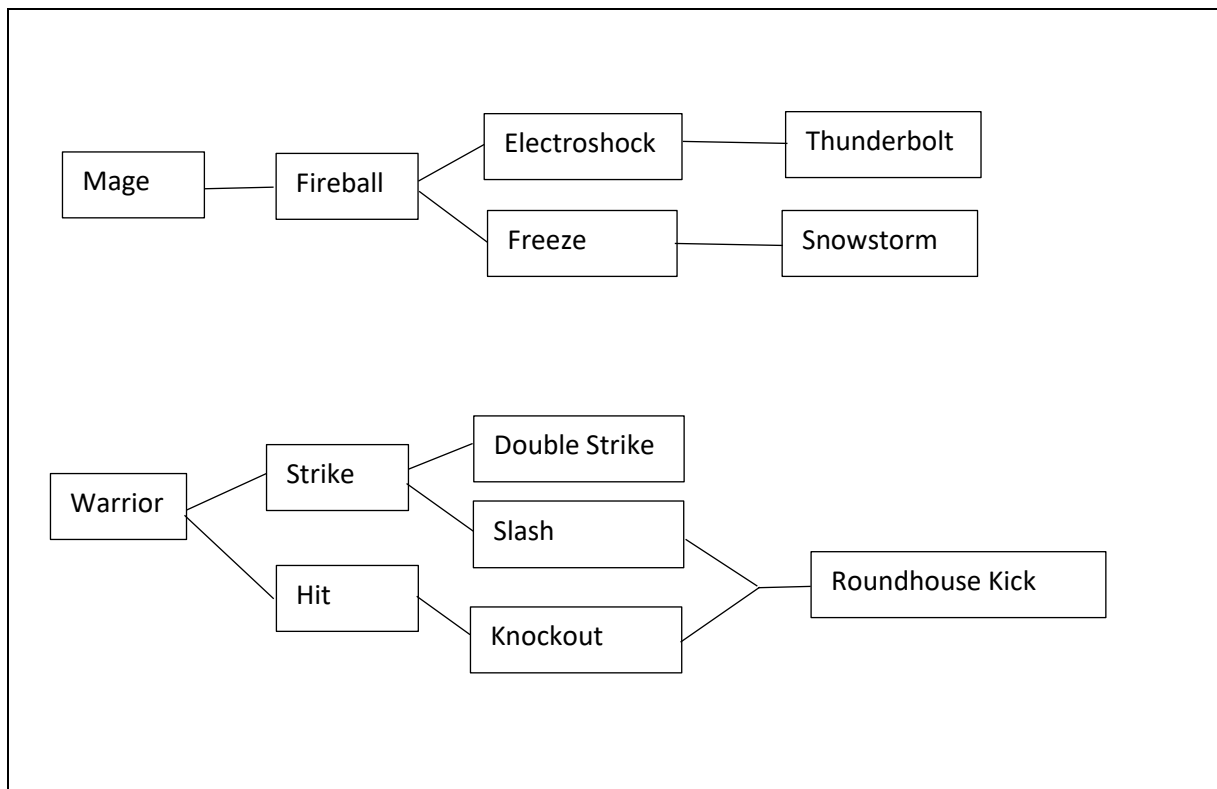 Mage
Fireball
Electroshock
Thunderbolt
Freeze
Snowstorm
Warrior
Strike
Double Strike
Slash
Hit
Knockout
Roundhouse Kick